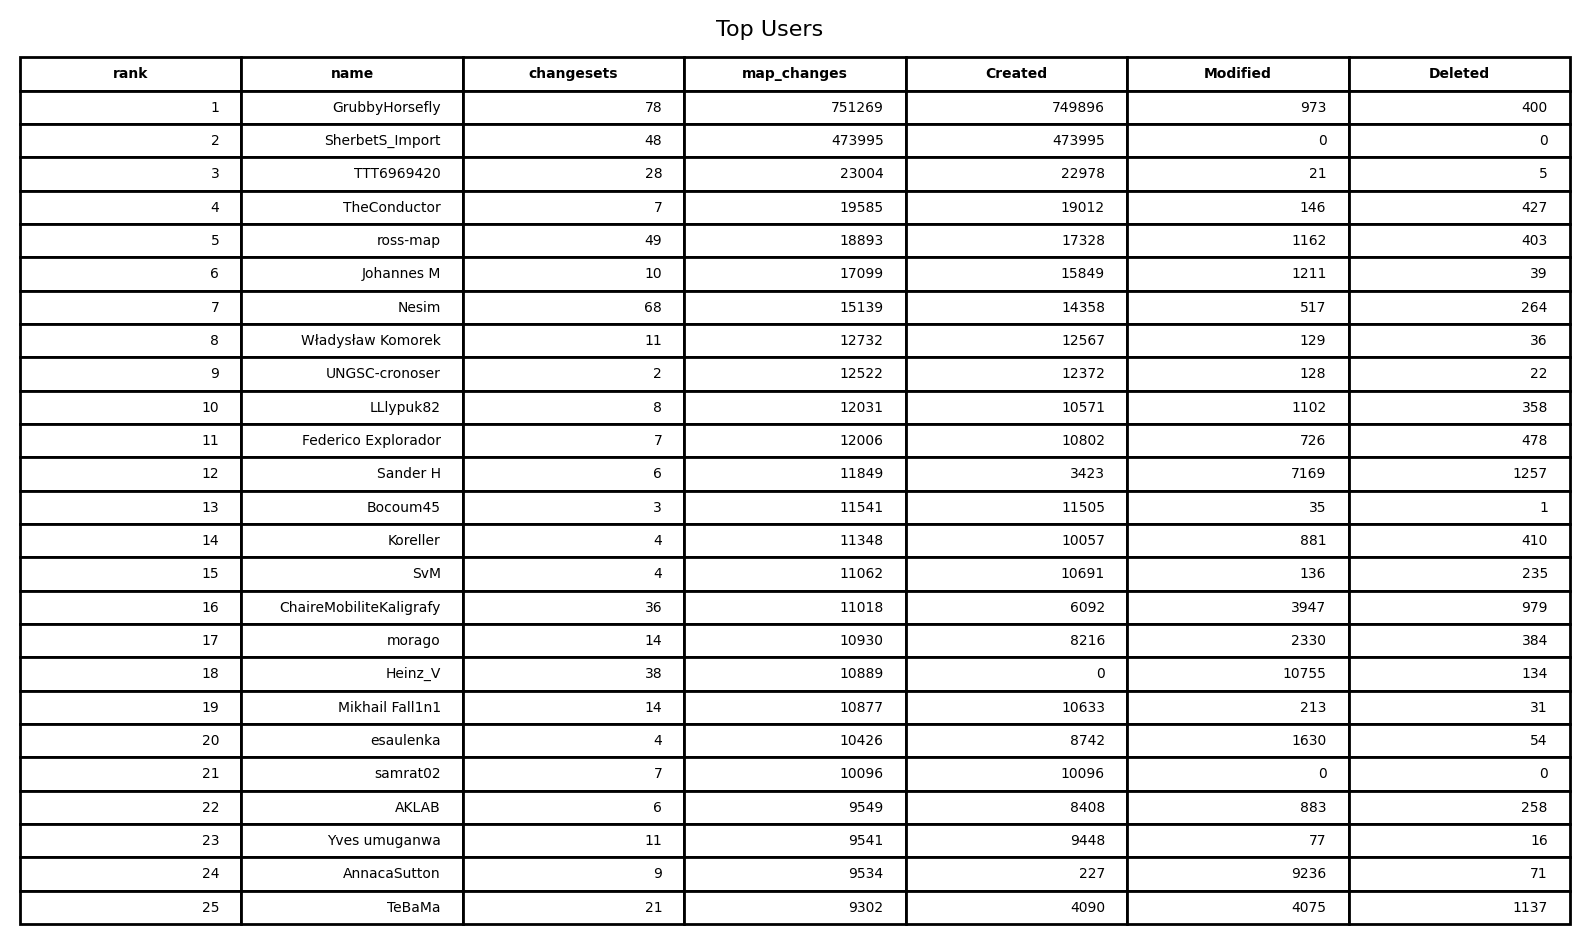 Top Users
rank name changesets map_changes Created Modified Deleted
1 GrubbyHorsefly 78 751269 749896 973 400
2 SherbetS_Import 48 473995 473995 0 0
3 TTT6969420 28 23004 22978 21 5
4 TheConductor 7 19585 19012 146 427
5 ross-map 49 18893 17328 1162 403
6 Johannes M 10 17099 15849 1211 39
7 Nesim 68 15139 14358 517 264
8 Władysław Komorek 11 12732 12567 129 36
9 UNGSC-cronoser 2 12522 12372 128 22
10 LLlypuk82 8 12031 10571 1102 358
11 Federico Explorador 7 12006 10802 726 478
12 Sander H 6 11849 3423 7169 1257
13 Bocoum45 3 11541 11505 35 1
14 Koreller 4 11348 10057 881 410
15 SvM 4 11062 10691 136 235
16 ChaireMobiliteKaligrafy 36 11018 6092 3947 979
17 morago 14 10930 8216 2330 384
18 Heinz_V 38 10889 0 10755 134
19 Mikhail Fall1n1 14 10877 10633 213 31
20 esaulenka 4 10426 8742 1630 54
21 samrat02 7 10096 10096 0 0
22 AKLAB 6 9549 8408 883 258
23 Yves umuganwa 11 9541 9448 77 16
24 AnnacaSutton 9 9534 227 9236 71
25 TeBaMa 21 9302 4090 4075 1137